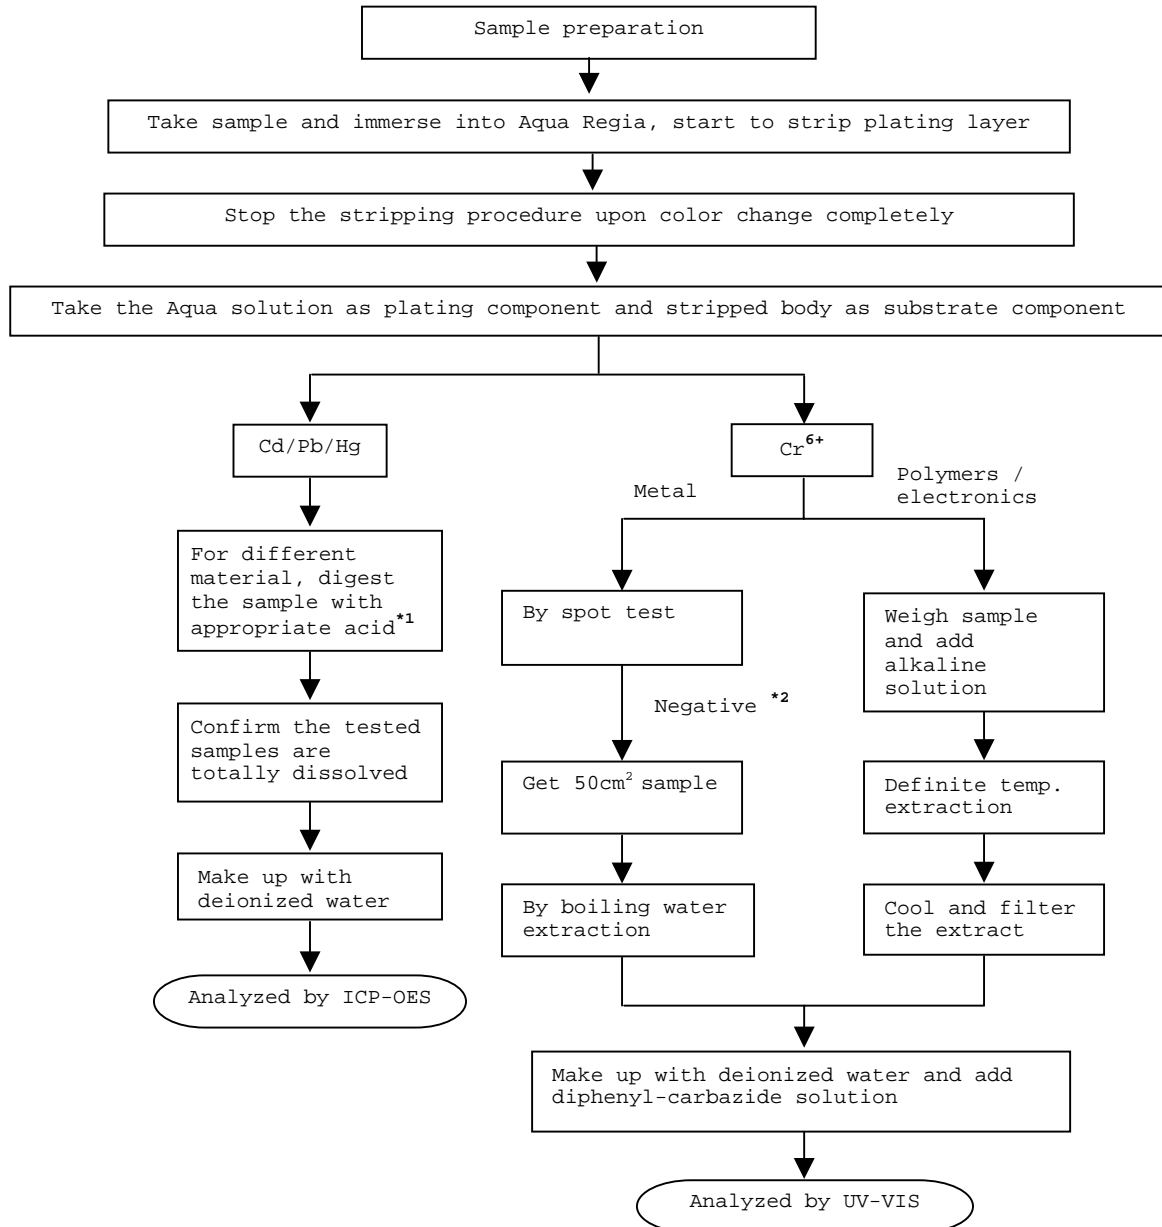 Sample preparation
Take sample and immerse into Aqua Regia, start to strip plating layer
Stop the stripping procedure upon color change completely
Take the Aqua solution as plating component and stripped body as substrate component
Cd/Pb/Hg
Cr6+
Metal
Polymers /
electronics
For different
material, digest
the sample with
appropriate acid*1
By spot test
Weigh sample
and add
alkaline
solution
Negative *2
Confirm the tested
samples are
totally dissolved
Get 50cm2 sample
Definite temp.
extraction
Make up with
deionized water
By boiling water
extraction
Cool and filter
the extract
Analyzed by ICP-OES
Make up with deionized water and add
diphenyl-carbazide solution
Analyzed by UV-VIS